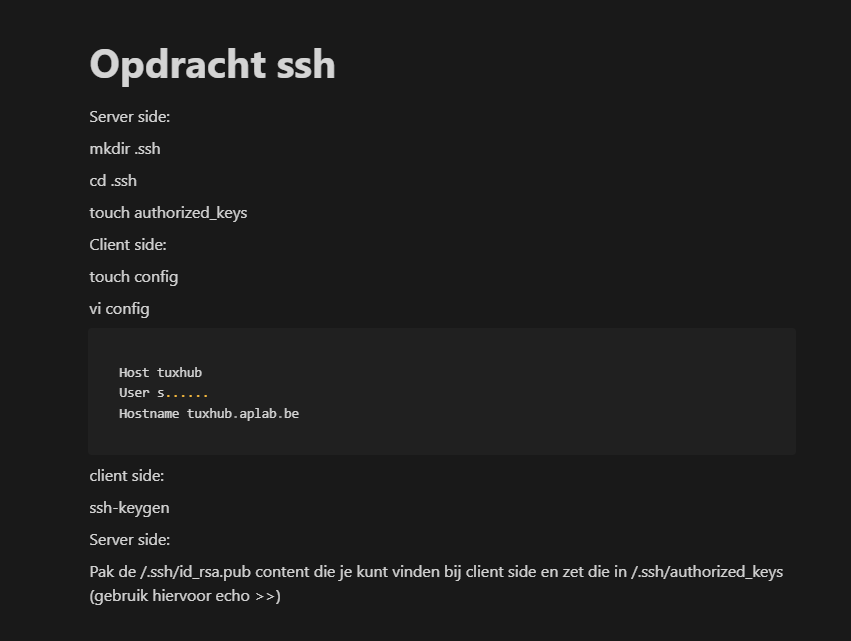 Opdracht ssh
Server side:
mkdir .ssh
cd .ssh
touch authorized_keys
Client side:
touch config
vi config
Host tuxhub
User s......
Hostname tuxhub.aplab.be
client side:
ssh-keygen
Server side:
Pak de /.ssh/id_rsa.pub content die je kunt vinden bij client side en zet die in /.ssh/authorized_keys
(gebruik hiervoor echo >>)